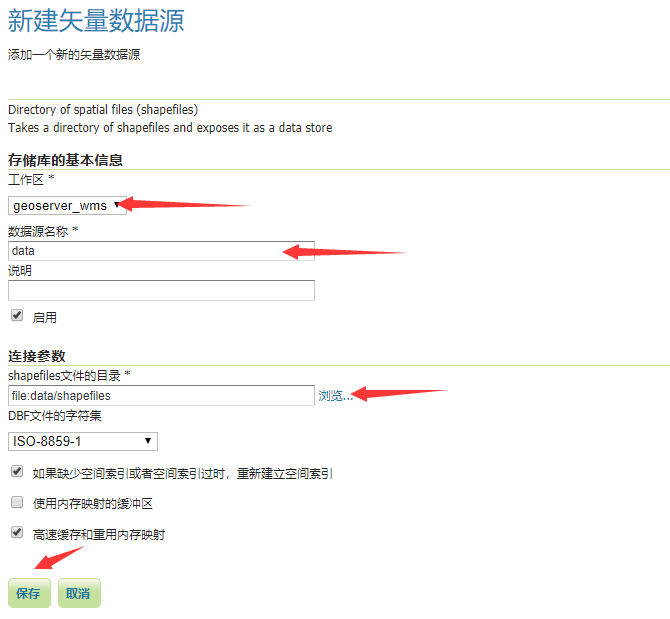 新建矢量数据源
添加一个新的矢量数据源
Directory of spatial files (shapefiles)
Takes a directory of shapefiles and exposes it as a data store
存储库的基本信息
工作区 *
geoserver_wms
数据源名称 *
data
说明
启用
连接参数
shapefiles文件的目录 *
file:data/shapefiles 浏览...
DBF文件的字符集
ISO-8859-1
如果缺少空间索引或者空间索引过时，重新建立空间索引
使用内存映射的缓冲区
高速缓存和重用内存映射
保存 取消